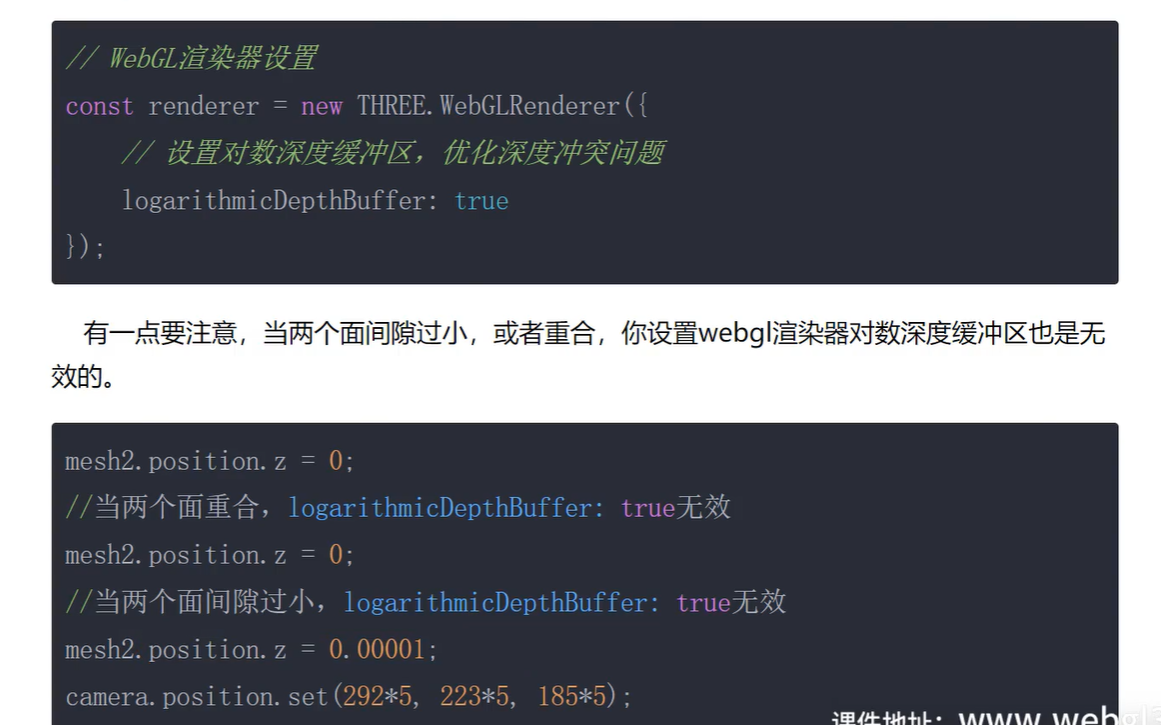 // WebGL渲染器设置
const renderer = new THREE.WebGLRenderer({
// 设置对数深度缓冲区，优化深度冲突问题
logarithmicDepthBuffer: true
});
有一点要注意，当两个面间隙过小，或者重合，你设置webgl渲染器对数深度缓冲区也是无
效的。
mesh2.position.z = 0;
//当两个面重合，logarithmicDepthBuffer: true无效
mesh2.position.z = 0;
//当两个面间隙过小，logarithmicDepthBuffer: true无效
mesh2.position.z = 0.00001;
camera.position.set(292*5, 223*5, 185*5);
课件地址：www.webgl3